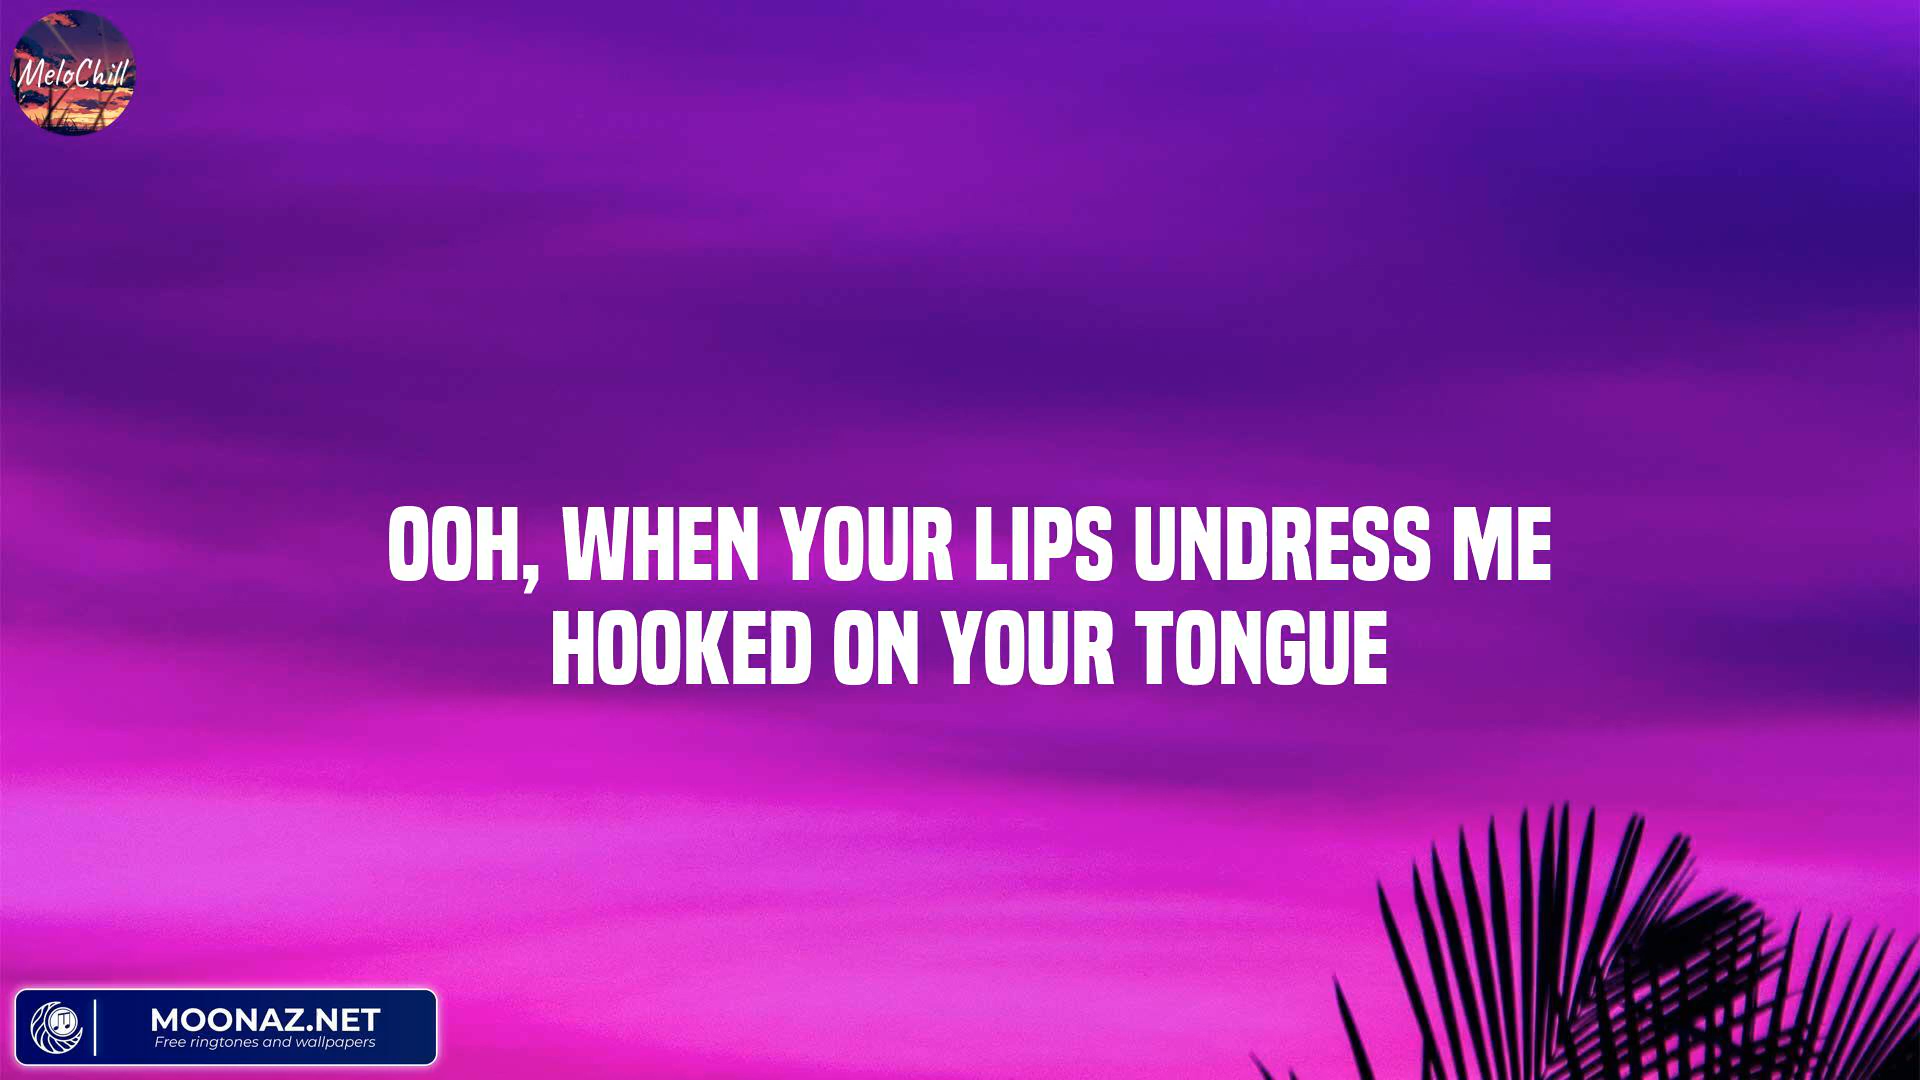 MeloChill
OOH, WHEN YOUR LIPS UNDRESS ME
HOOKED ON YOUR TONGUE
MOONAZ.NET
Free ringtones and wallpapers